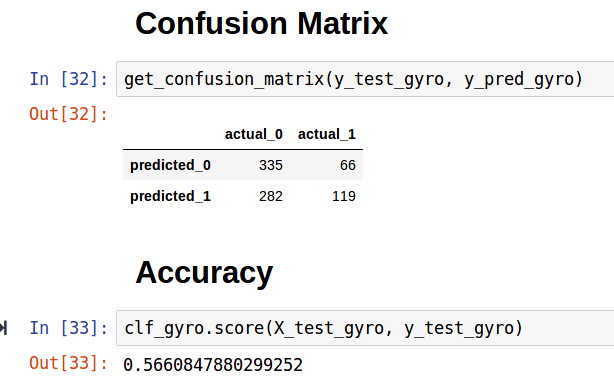 Confusion Matrix
In [32]: get_confusion_matrix(y_test_gyro, y_pred_gyro)
Out[32]:
actual_0 actual_1
predicted_0 335 66
predicted_1 282 119
Accuracy
In [33]: clf_gyro.score(X_test_gyro, y_test_gyro)
Out[33]: 0.5660847880299252